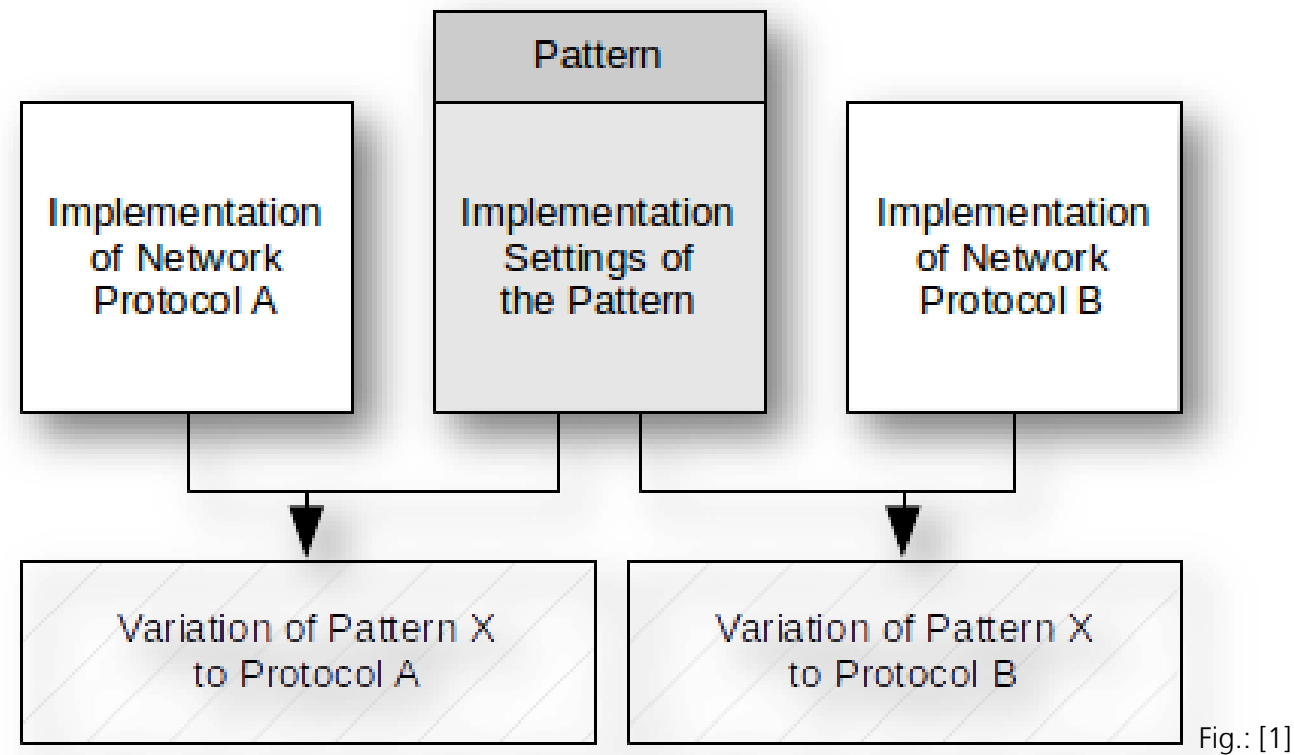 Pattern
Implementation
of Network
Protocol A
Implementation
Settings of
the Pattern
Implementation
of Network
Protocol B
Variation of Pattern X
to Protocol A
Variation of Pattern X
to Protocol B
Fig.: [1]